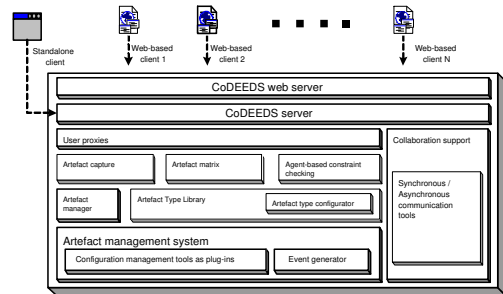 Standalone
client
Web-based
client 1
Web-based
client 2
Web-based
client N
CoDEEDS web server
CoDEEDS server
User proxies
Collaboration support
Artefact capture
Artefact matrix
Agent-based constraint
checking
Synchronous /
Asynchronous
communication
tools
Artefact
manager
Artefact Type Library
Artefact type configurator
Artefact management system
Configuration management tools as plug-ins
Event generator